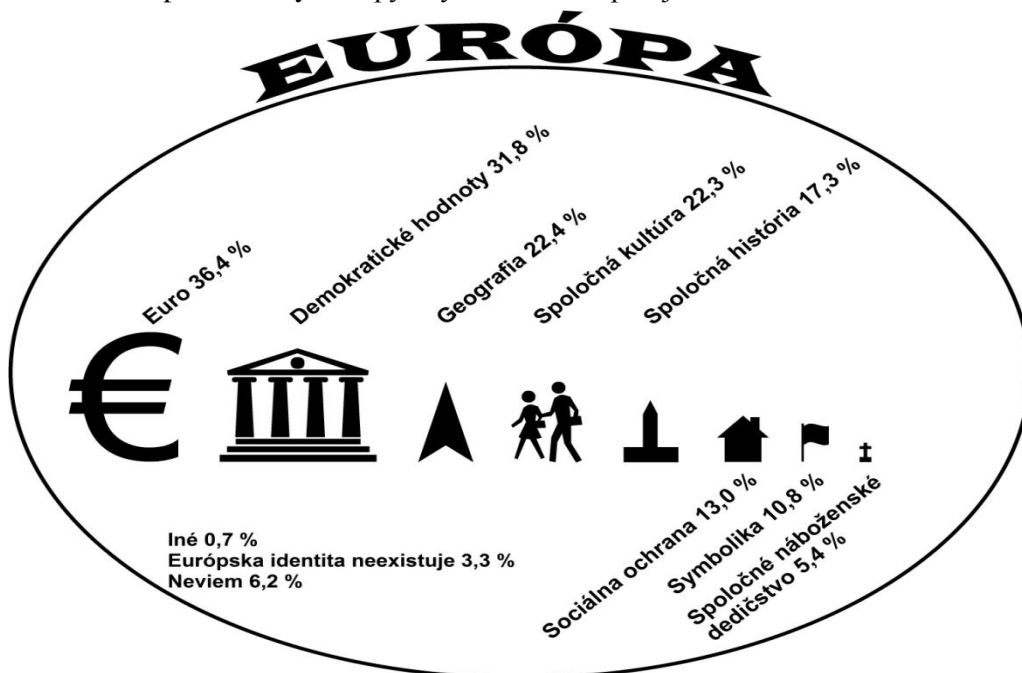 EURÓPA
Euro 36,4 %
Demokratické hodnoty 31,8 %
Geografia 22,4 %
Spoločná kultúra 22,3 %
Spoločná história 17,3 %
Sociálna ochrana 13,0 %
Symbolika 10,8 %
Spoločné náboženské
dedičstvo 5,4 %
Iné 0,7 %
Európska identita neexistuje 3,3 %
Neviem 6,2 %